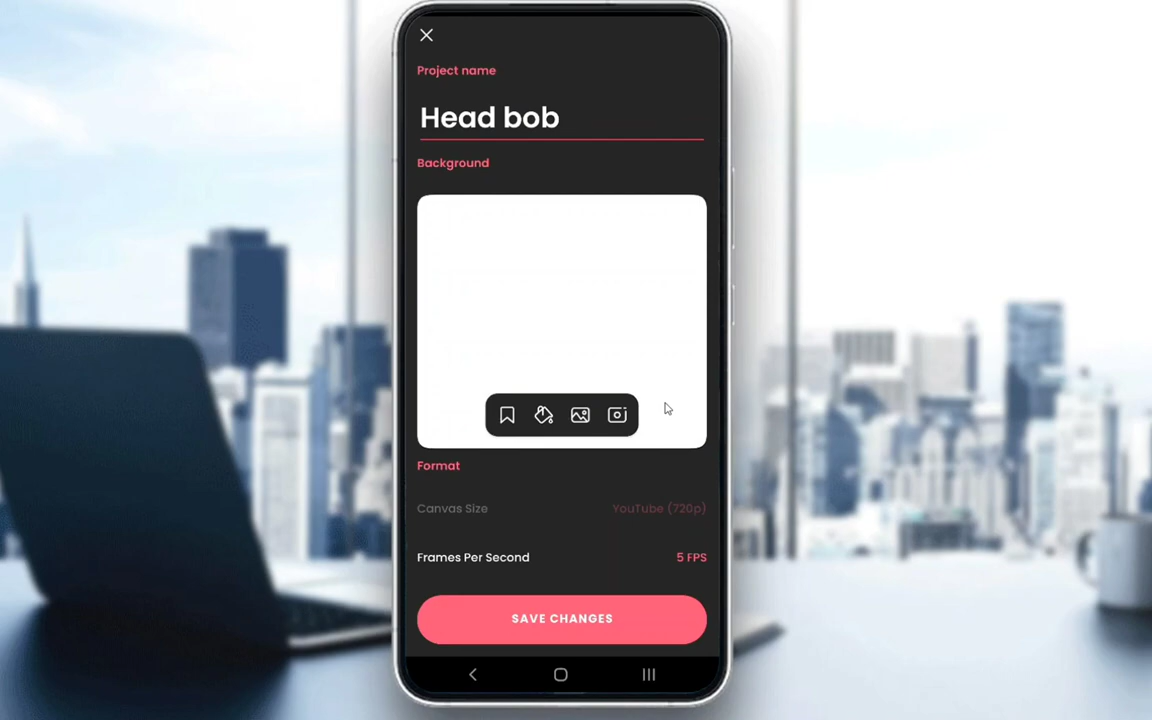 Project name
Head bob
Background
Format
Canvas Size YouTube (720p)
Frames Per Second 5 FPS
SAVE CHANGES